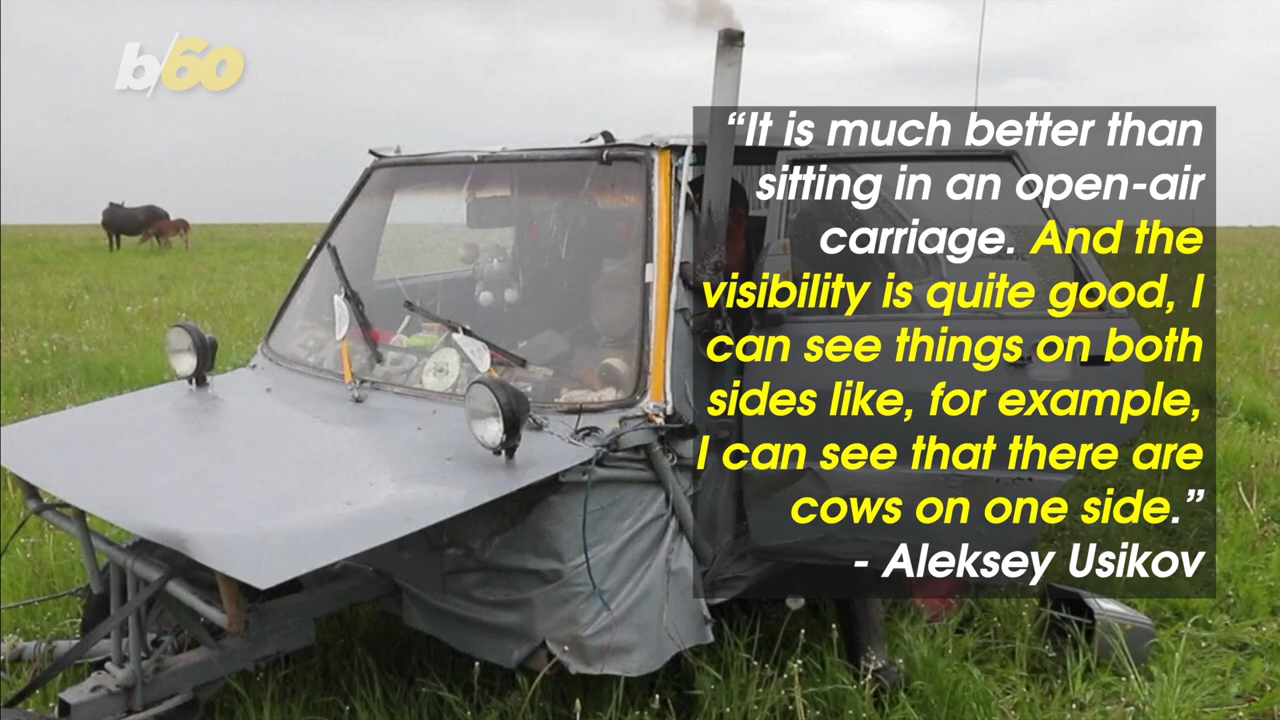 b/60
“It is much better than
sitting in an open-air
carriage. And the
visibility is quite good, I
can see things on both
sides like, for example,
I can see that there are
cows on one side.”
- Aleksey Usikov